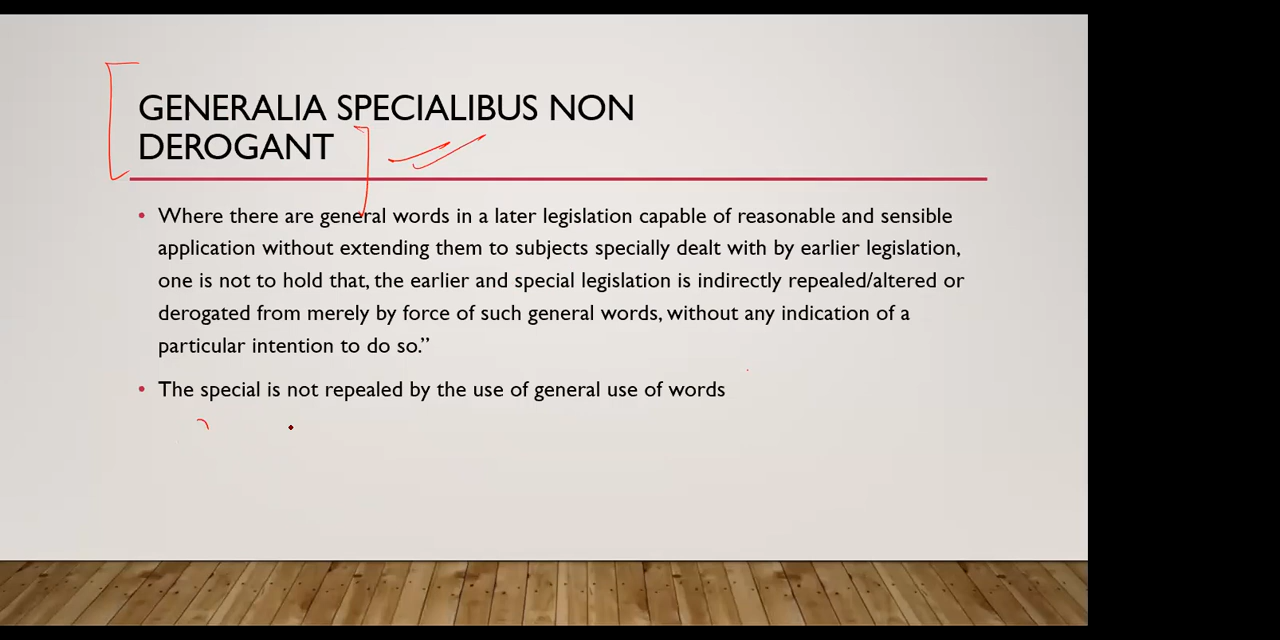 GENERALIA SPECIALIBUS NON
DEROGANT
• Where there are general words in a later legislation capable of reasonable and sensible
application without extending them to subjects specially dealt with by earlier legislation,
one is not to hold that, the earlier and special legislation is indirectly repealed/altered or
derogated from merely by force of such general words, without any indication of a
particular intention to do so.”
• The special is not repealed by the use of general use of words